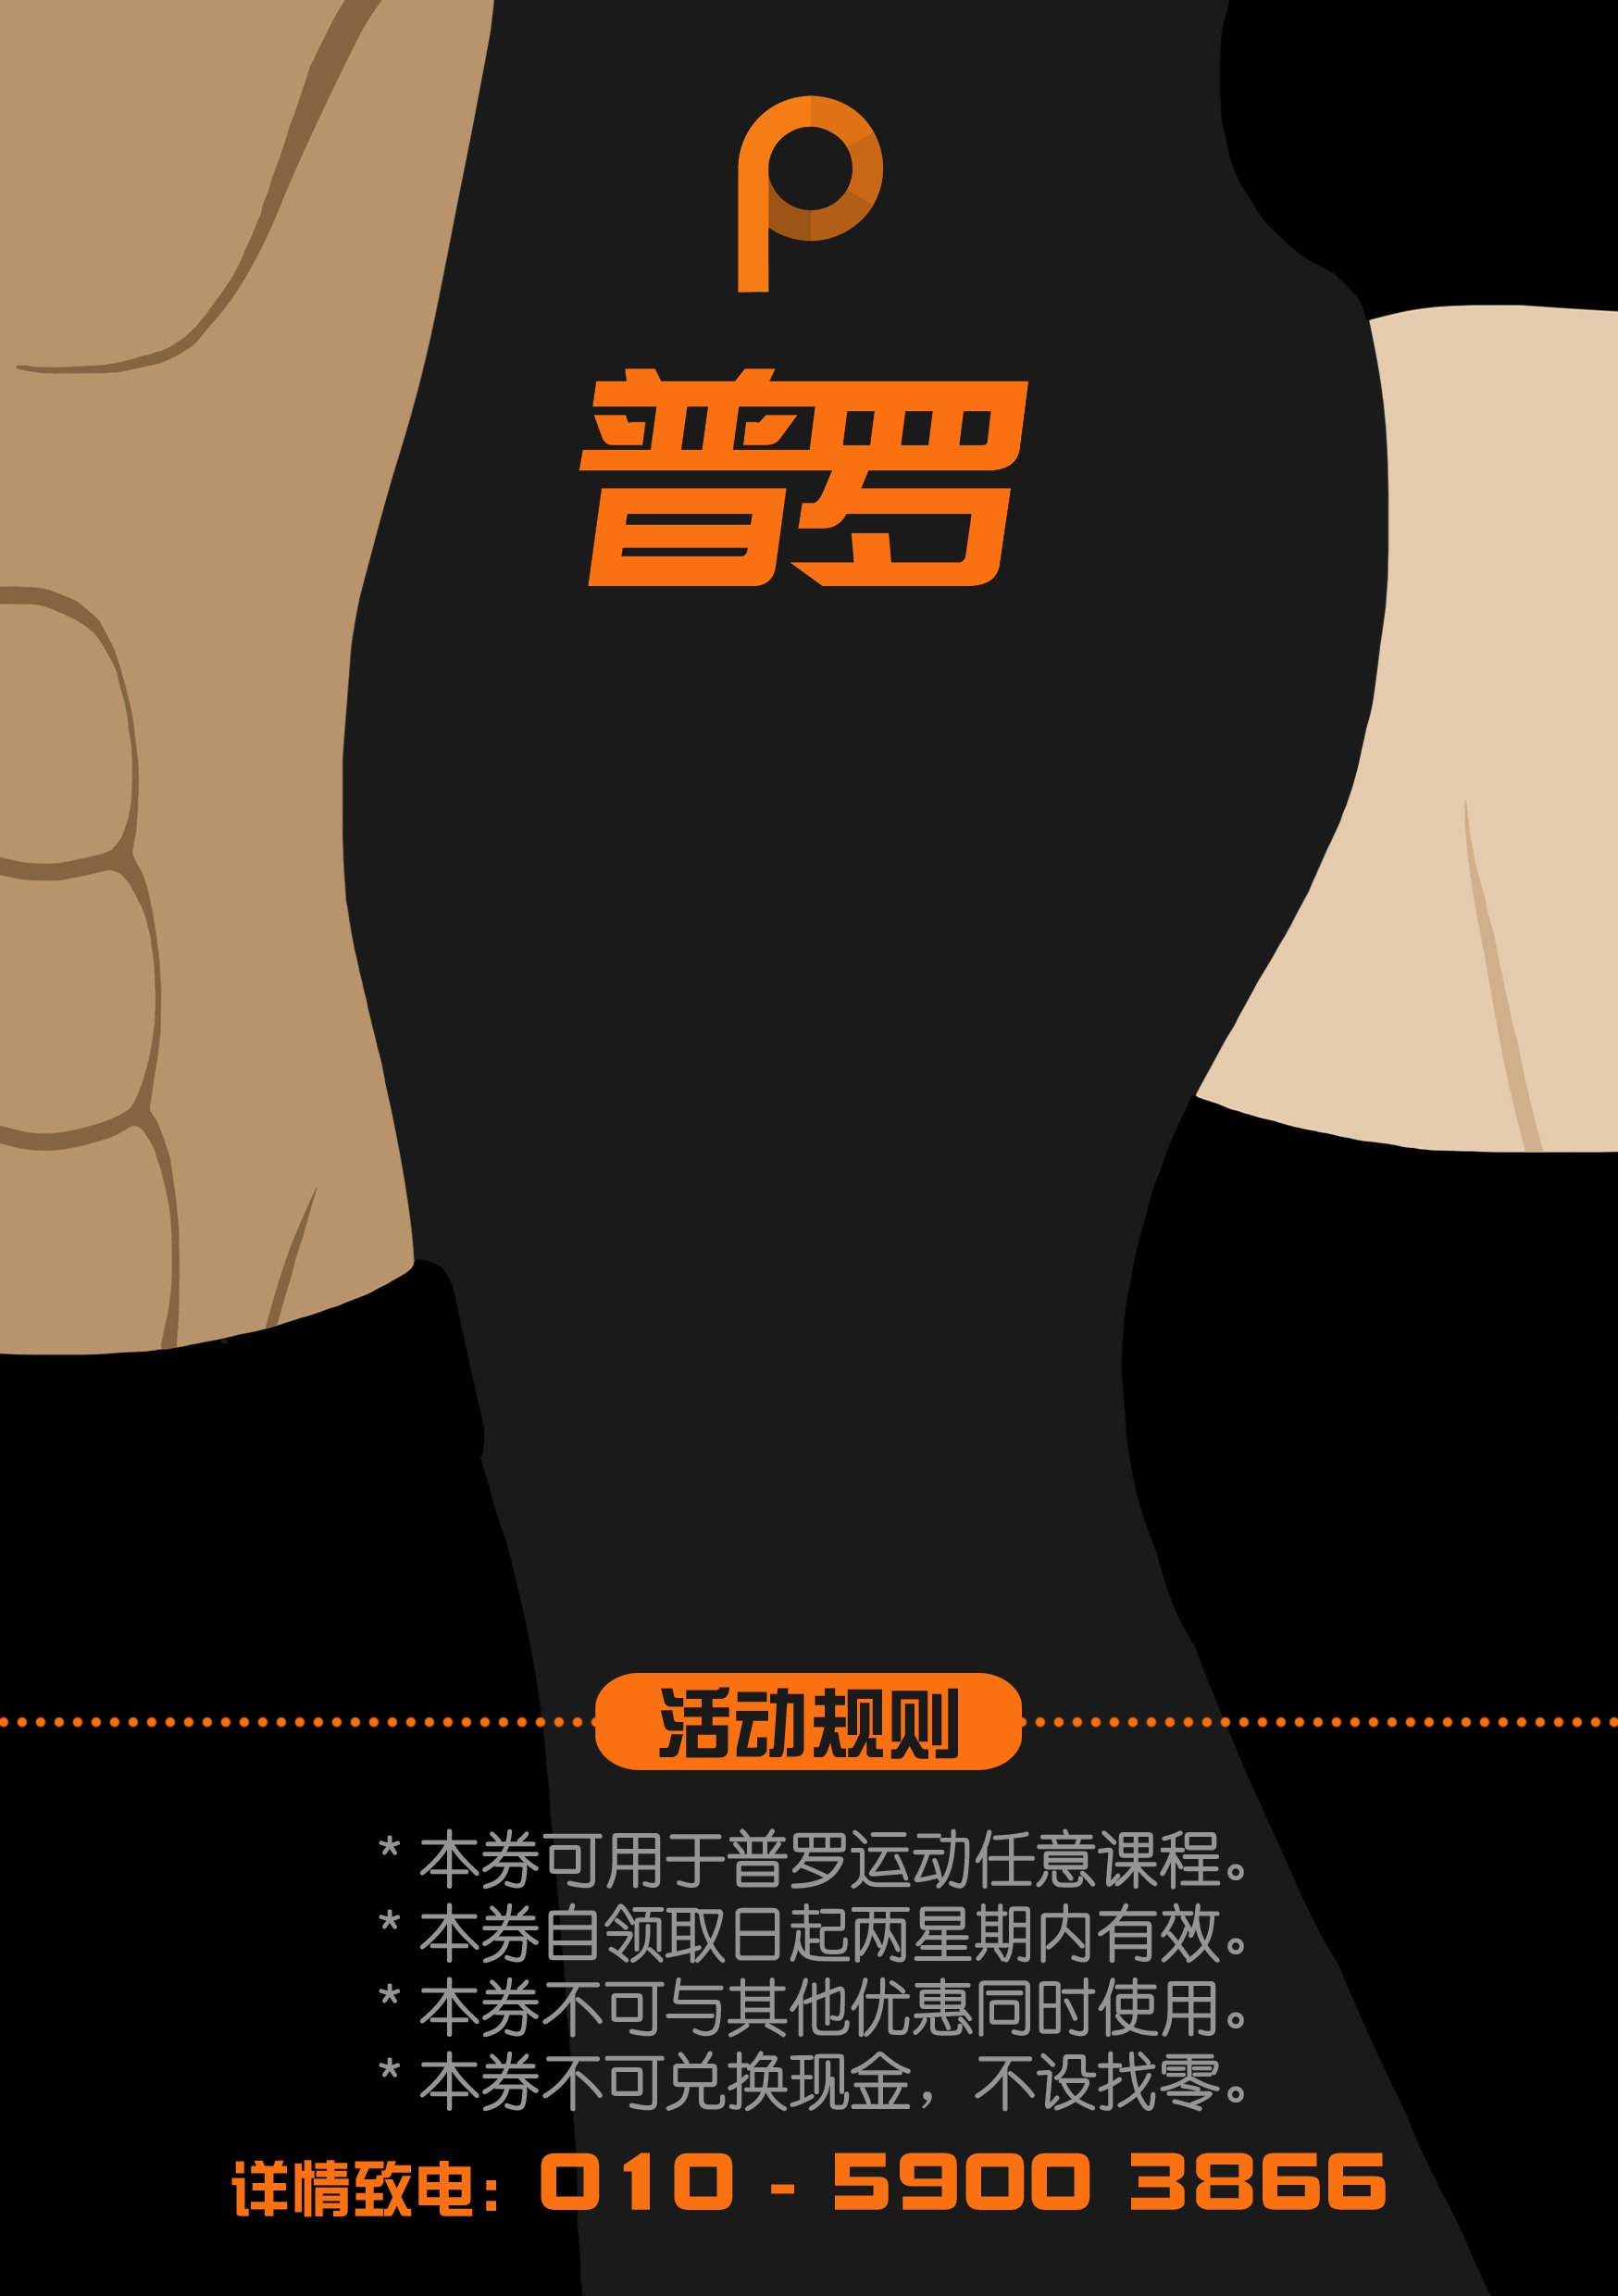 普罗
活动规则
* 本券可用于普罗运动任意课程。
* 本券自领取日起两星期内有效。
* 本券不可与其他优惠同时使用。
* 本券不可兑换现金，不设找零。
详情致电：010 - 5900 3866